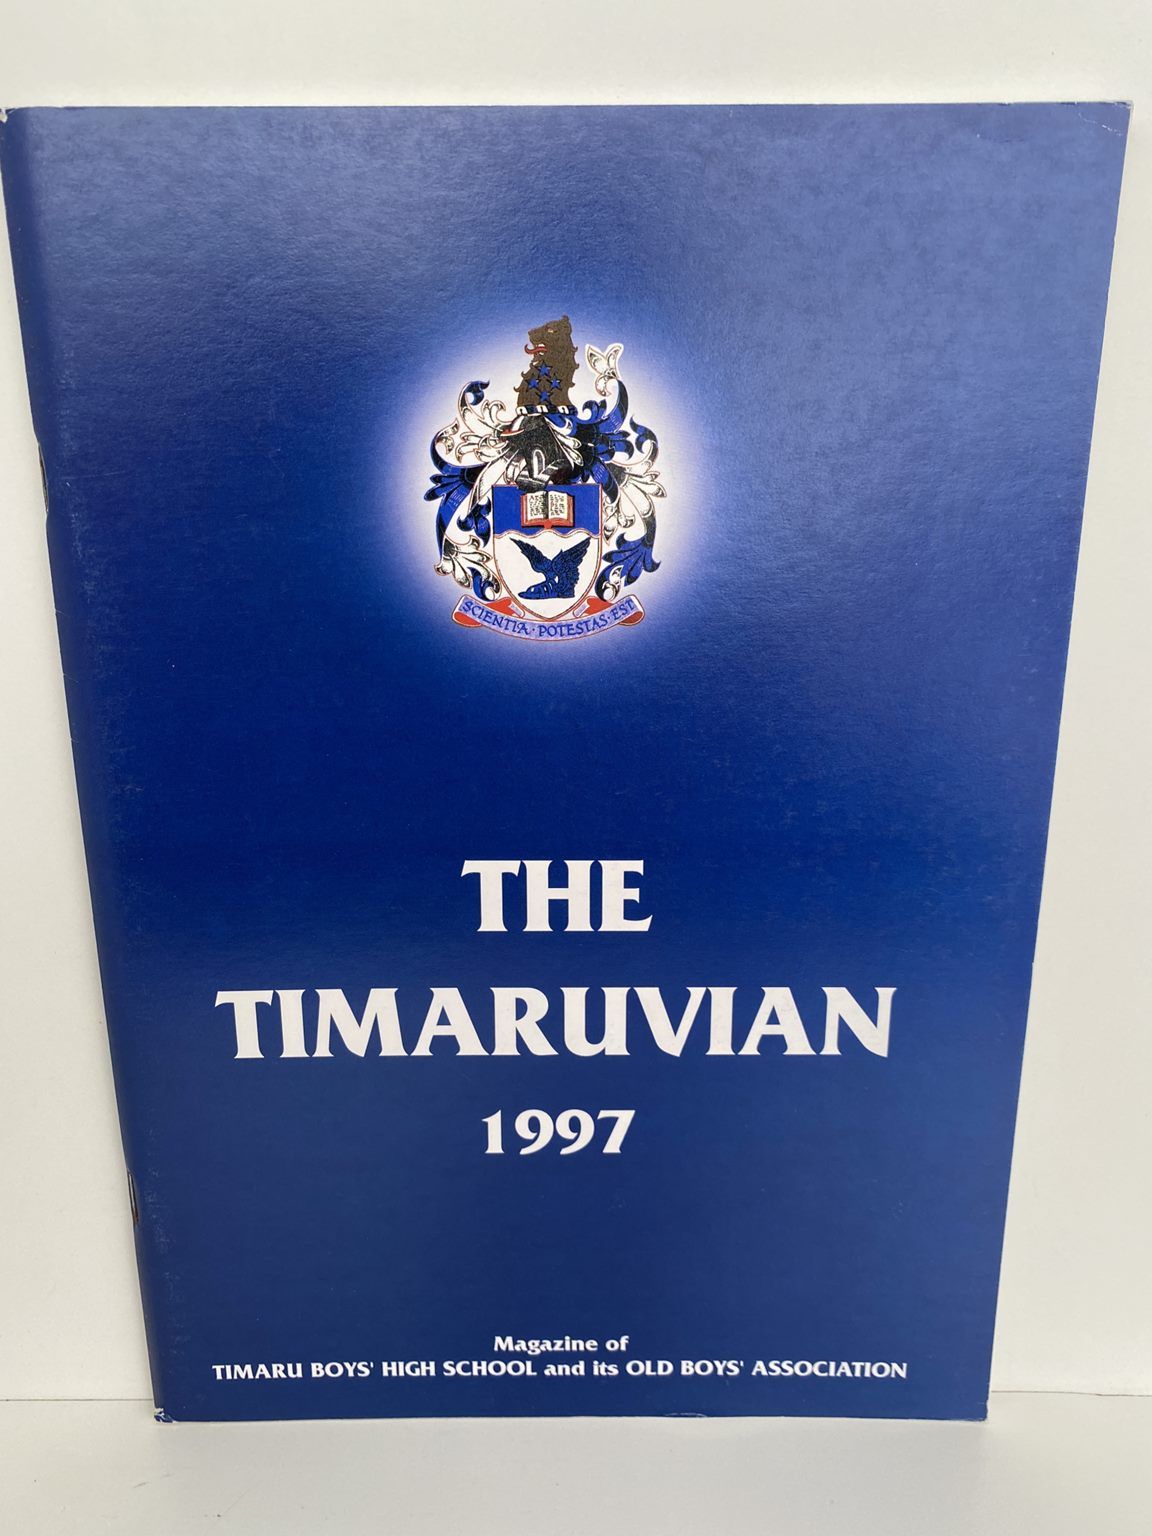 SCIENTIA · POTESTAS · EST
THE
TIMARUVIAN
1997
Magazine of
TIMARU BOYS' HIGH SCHOOL and its OLD BOYS' ASSOCIATION